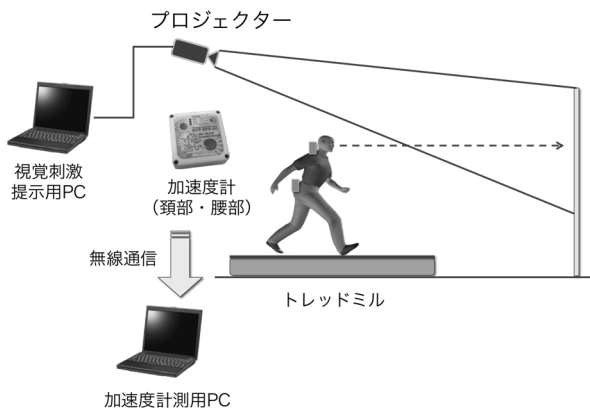 プロジェクター
視覚刺激
提示用PC
加速度計
（頚部・腰部）
無線通信
トレッドミル
加速度計測用PC